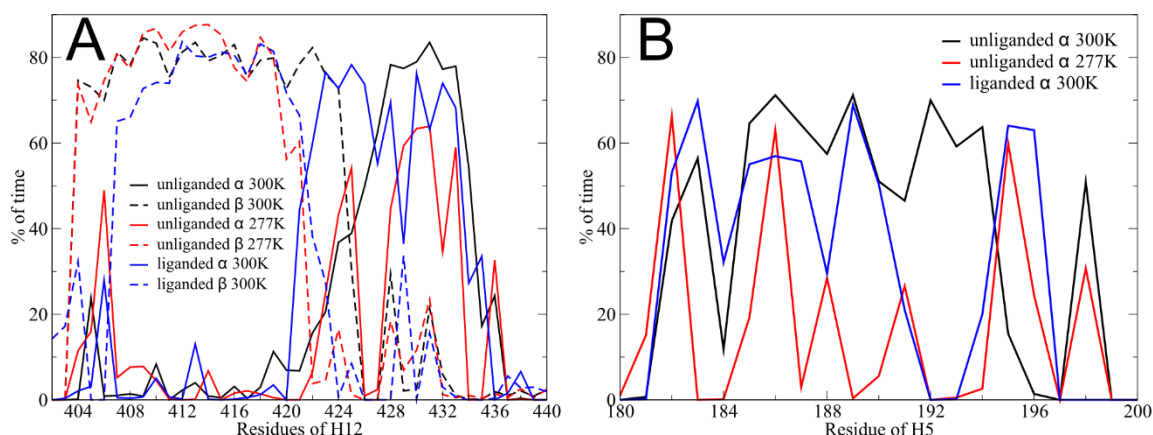 A
% of time
80
60
40
20
0
unliganded α 300K
unliganded β 300K
unliganded α 277K
unliganded β 277K
liganded α 300K
liganded β 300K
404 408 412 416 420 424 428 432 436 440
Residues of H12
B
% of time
80
60
40
20
0
unliganded α 300K
unliganded α 277K
liganded α 300K
180 184 188 192 196 200
Residue of H5